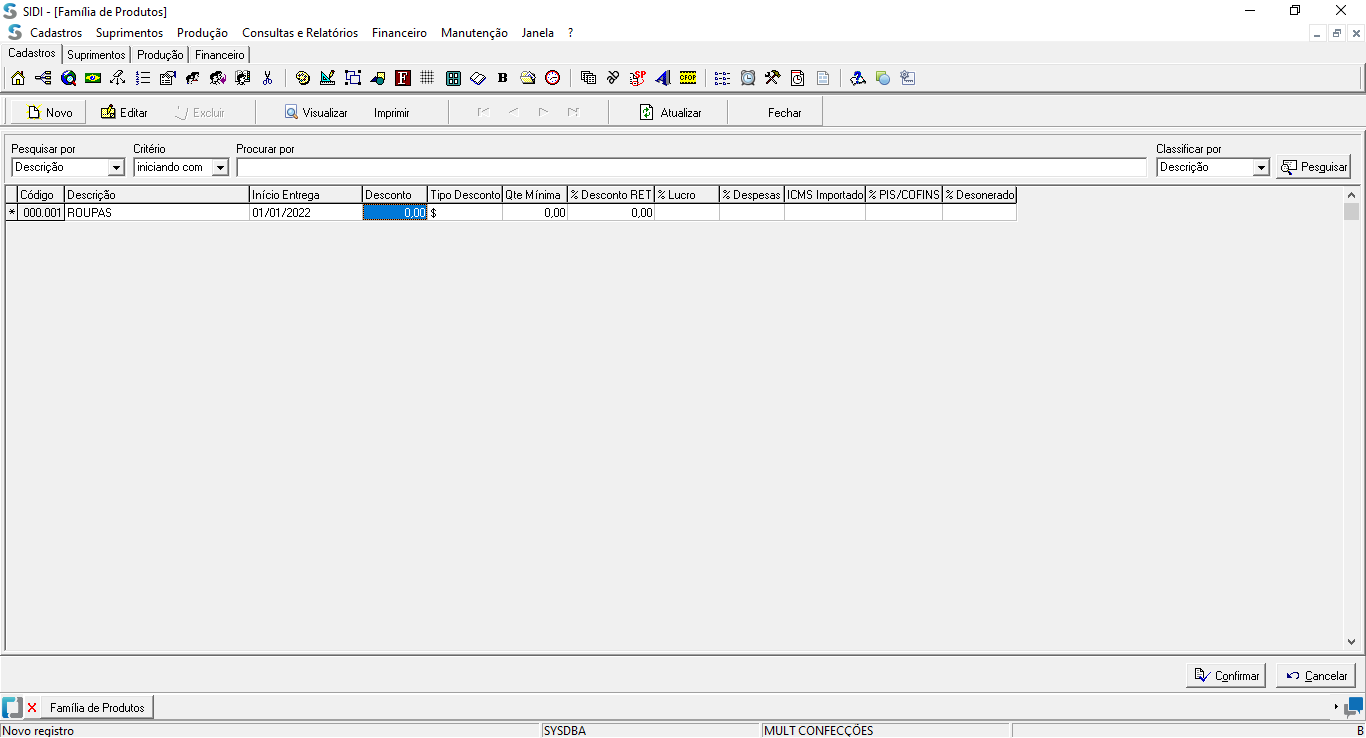 SIDI - [Família de Produtos]
Cadastros Suprimentos Produção Consultas e Relatórios Financeiro Manutenção Janela ?
Cadastros Suprimentos Produção Financeiro
F B SP CFOP
Novo Editar Excluir Visualizar Imprimir Atualizar Fechar
Pesquisar por Critério Procurar por Classificar por
Descrição iniciando com Descrição Pesquisar
Código Descrição Início Entrega Desconto Tipo Desconto Qte Mínima % Desconto RET % Lucro % Despesas ICMS Importado % PIS/COFINS % Desonerado
* 000.001 ROUPAS 01/01/2022 0,00 $ 0,00 0,00
Confirmar Cancelar
Família de Produtos
Novo registro SYSDBA MULT CONFECÇÕES B